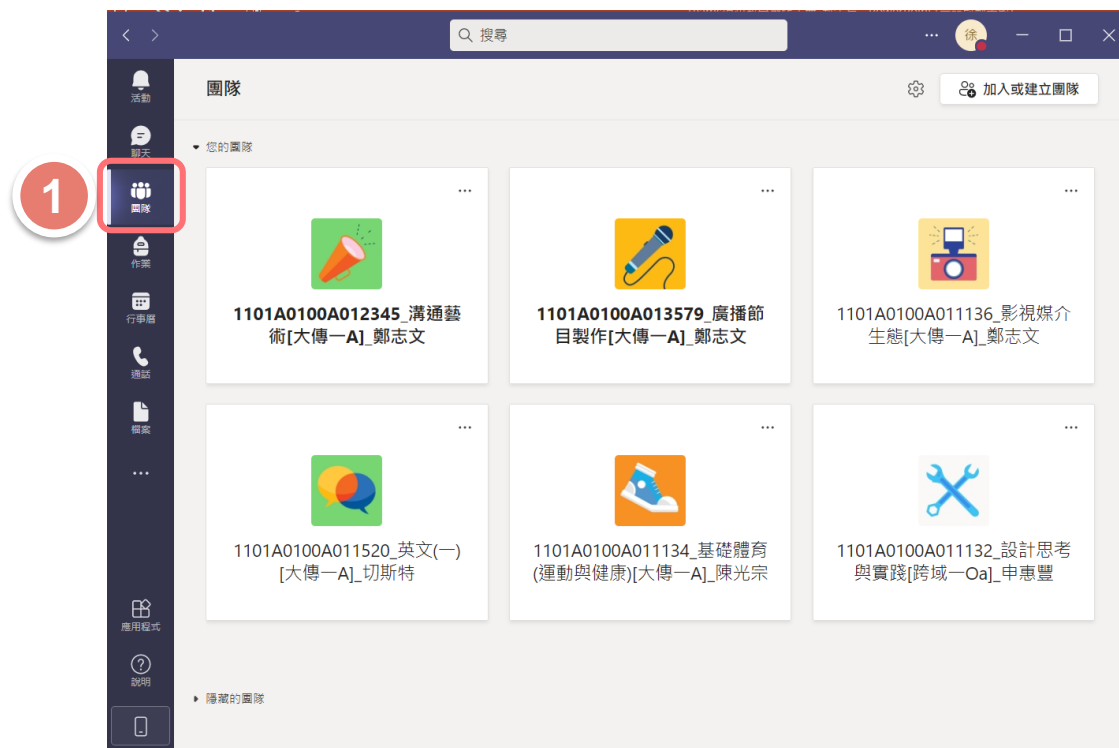 搜尋
徐
活動
聊天
團隊
作業
行事曆
通話
檔案
應用程式
說明
1
團隊
加入或建立團隊
您的團隊
1101A0100A012345_溝通藝
術[大傳一A]_鄭志文
1101A0100A013579_廣播節
目製作[大傳一A]_鄭志文
1101A0100A011136_影視媒介
生態[大傳一A]_鄭志文
1101A0100A011520_英文(一)
[大傳一A]_切斯特
1101A0100A011134_基礎體育
(運動與健康)[大傳一A]_陳光宗
1101A0100A011132_設計思考
與實踐[跨域一Oa]_申惠豐
隱藏的團隊